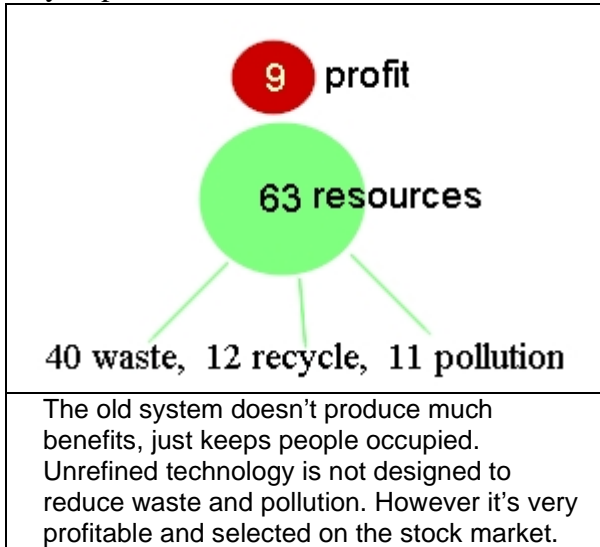 9 profit
63 resources
40 waste, 12 recycle, 11 pollution
The old system doesn’t produce much
benefits, just keeps people occupied.
Unrefined technology is not designed to
reduce waste and pollution. However it’s very
profitable and selected on the stock market.